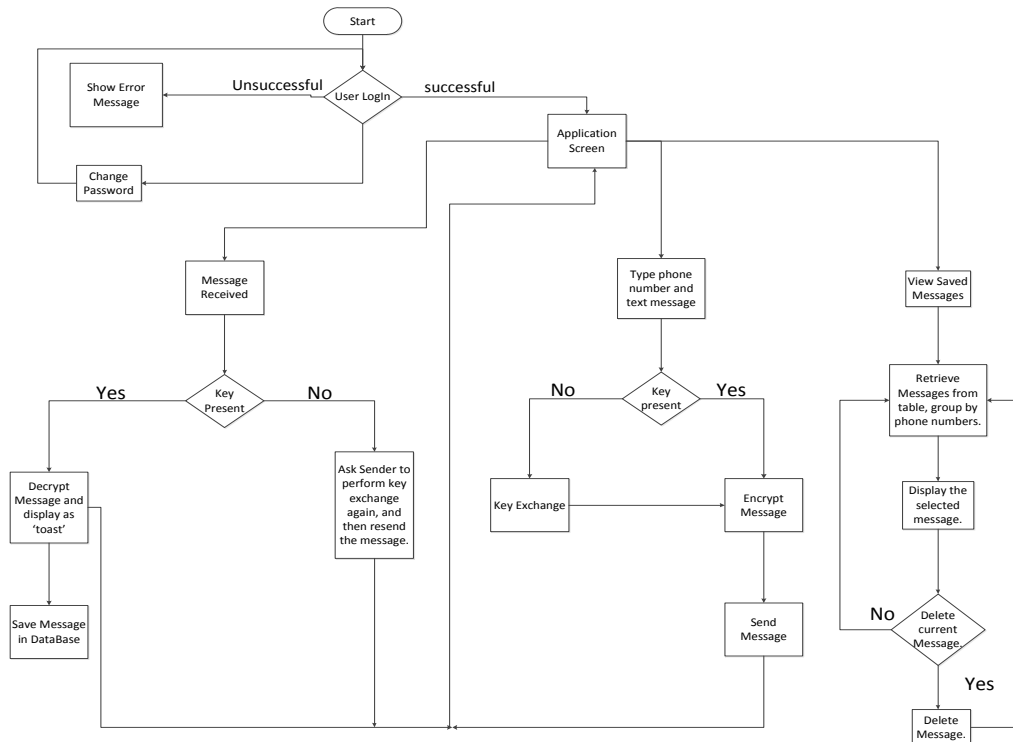 Start
Unsuccessful
successful
Show Error
Message
User LogIn
Application
Screen
Change
Password
Message
Received
Type phone
number and
text message
View Saved
Messages
Yes
Key
Present
No
No
Key
present
Yes
Retrieve
Messages from
table, group by
phone numbers.
Decrypt
Message and
display as
‘toast’
Ask Sender to
perform key
exchange
again, and
then resend
the message.
Key Exchange
Encrypt
Message
Display the
selected
message.
Save Message
in DataBase
Send
Message
No
Delete
current
Message.
Yes
Delete
Message.